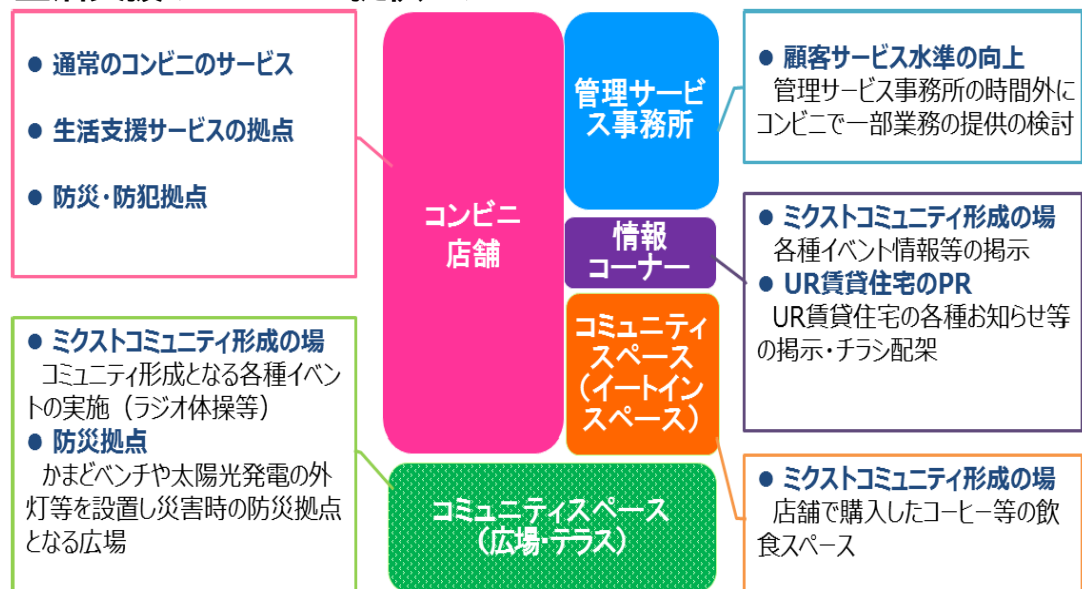 ● 通常のコンビニのサービス
● 生活支援サービスの拠点
● 防災・防犯拠点
● ミクストコミュニティ形成の場
コミュニティ形成となる各種イベン
トの実施（ラジオ体操等）
● 防災拠点
かまどベンチや太陽光発電の外
灯等を設置し災害時の防災拠点
となる広場
コンビニ
店舗
管理サービ
ス事務所
情報
コーナー
コミュニティ
スペース
（イートイン
スペース）
コミュニティスペース
（広場・テラス）
● 顧客サービス水準の向上
管理サービス事務所の時間外に
コンビニで一部業務の提供の検討
● ミクストコミュニティ形成の場
各種イベント情報等の掲示
● UR賃貸住宅のPR
UR賃貸住宅の各種お知らせ等
の掲示・チラシ配架
● ミクストコミュニティ形成の場
店舗で購入したコーヒー等の飲
食スペース